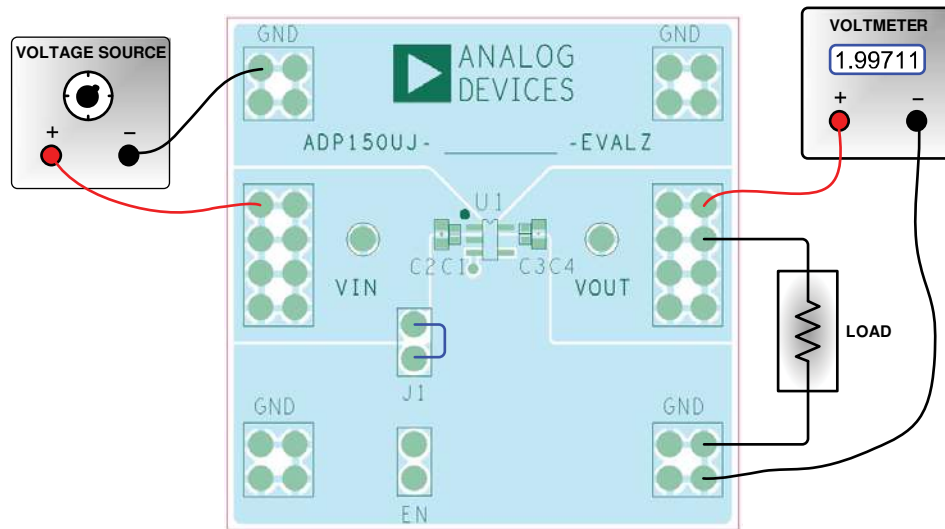 GND
GND
VOLTAGE SOURCE
+ −
ANALOG
DEVICES
VOLTMETER
1.99711
+ −
ADP150UJ- __________ -EVALZ
U1
C2C1
C3C4
VIN
VOUT
LOAD
J1
GND
GND
EN